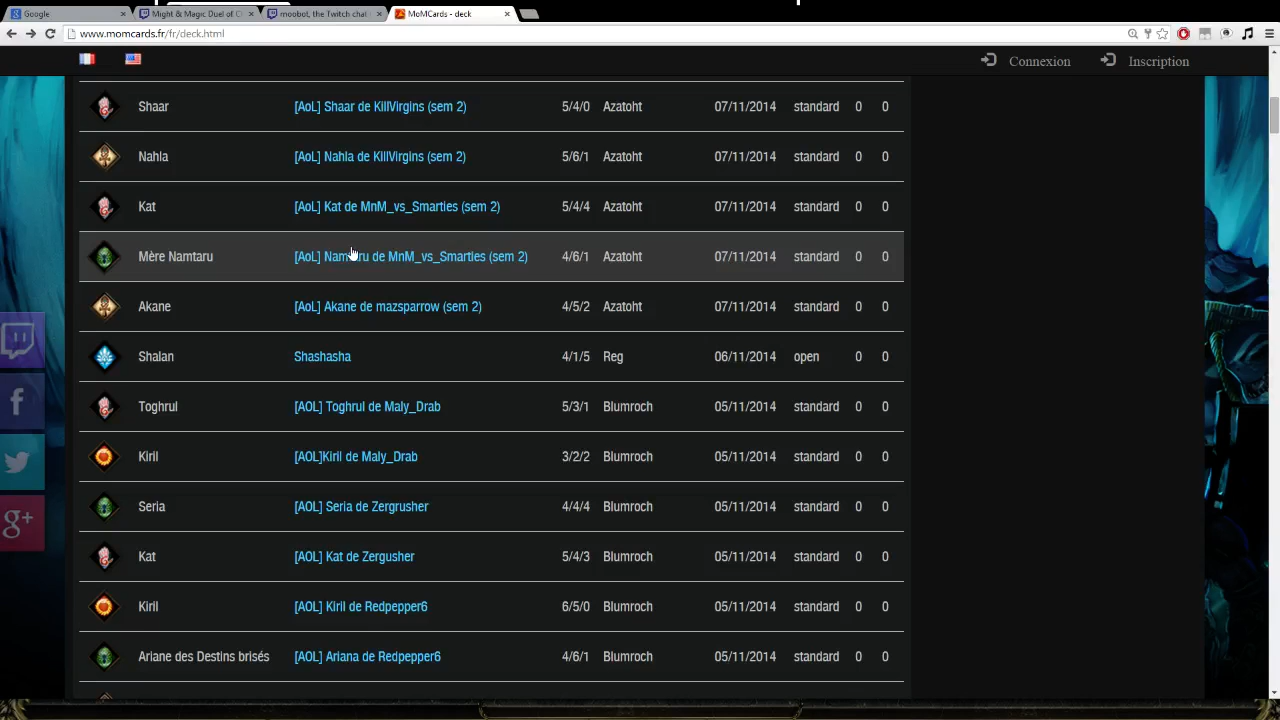 Google
Might & Magic Duel of C
moobot, the Twitch chat
MoMCards - deck
www.momcards.fr/fr/deck.html
Connexion Inscription
Shaar [AoL] Shaar de KillVirgins (sem 2) 5/4/0 Azatoht 07/11/2014 standard 0 0
Nahla [AoL] Nahla de KillVirgins (sem 2) 5/6/1 Azatoht 07/11/2014 standard 0 0
Kat [AoL] Kat de MnM_vs_Smarties (sem 2) 5/4/4 Azatoht 07/11/2014 standard 0 0
Mère Namtaru [AoL] Namtaru de MnM_vs_Smarties (sem 2) 4/6/1 Azatoht 07/11/2014 standard 0 0
Akane [AoL] Akane de mazsparrow (sem 2) 4/5/2 Azatoht 07/11/2014 standard 0 0
Shalan Shashasha 4/1/5 Reg 06/11/2014 open 0 0
Toghrul [AOL] Toghrul de Maly_Drab 5/3/1 Blumroch 05/11/2014 standard 0 0
Kiril [AOL]Kiril de Maly_Drab 3/2/2 Blumroch 05/11/2014 standard 0 0
Seria [AOL] Seria de Zergrusher 4/4/4 Blumroch 05/11/2014 standard 0 0
Kat [AOL] Kat de Zergusher 5/4/3 Blumroch 05/11/2014 standard 0 0
Kiril [AOL] Kiril de Redpepper6 6/5/0 Blumroch 05/11/2014 standard 0 0
Ariane des Destins brisés [AOL] Ariana de Redpepper6 4/6/1 Blumroch 05/11/2014 standard 0 0